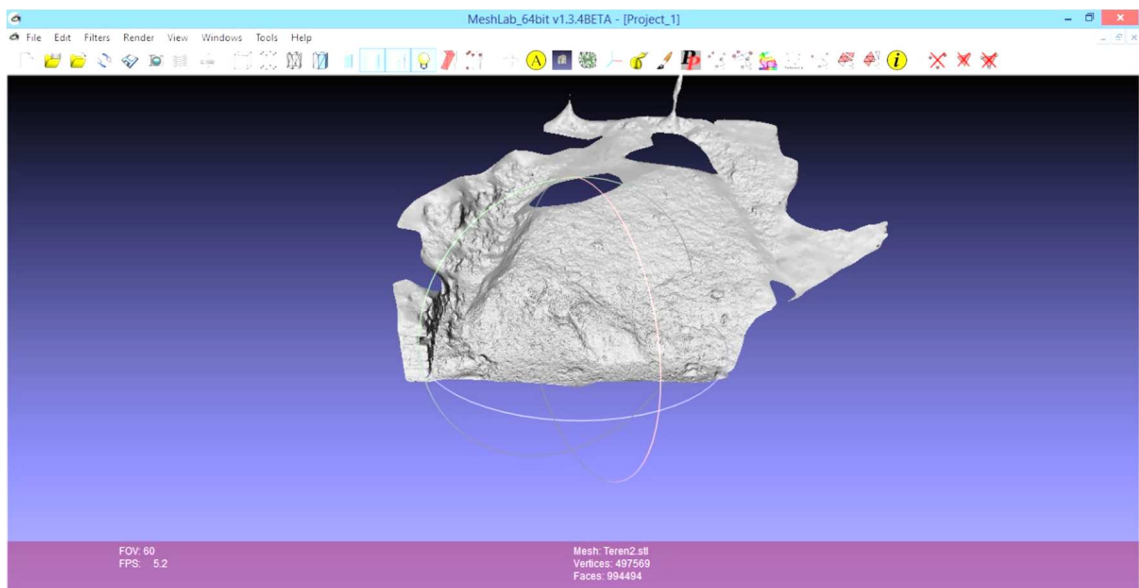 MeshLab_64bit v1.3.4BETA - [Project_1]
File Edit Filters Render View Windows Tools Help
A
FOV: 60
FPS: 5.2
Mesh: Teren2.stl
Vertices: 497569
Faces: 994494